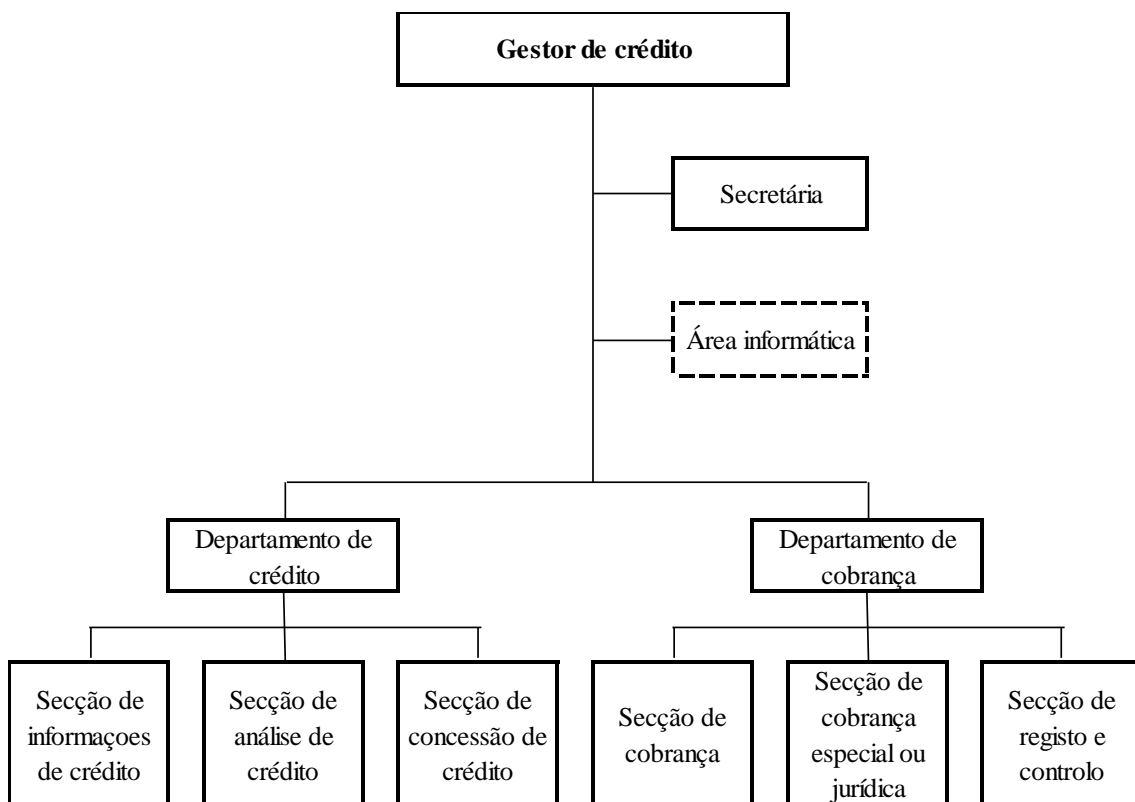 Gestor de crédito
Secretária
Área informática
Departamento de
crédito
Departamento de
cobrança
Secção de
informaçoes
de crédito
Secção de
análise de
crédito
Secção de
concessão de
crédito
Secção de
cobrança
Secção de
cobrança
especial ou
jurídica
Secção de
registo e
controlo